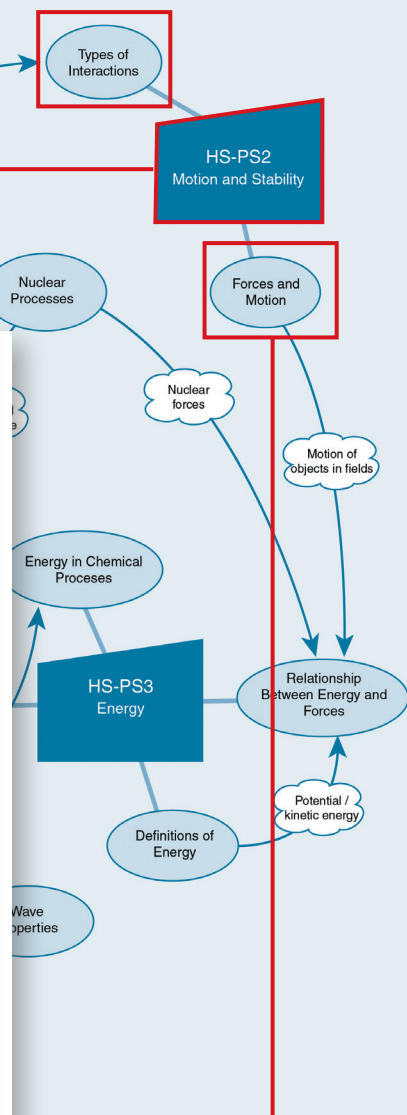 Types of
Interactions
HS-PS2
Motion and Stability
Nuclear
Processes
Forces and
Motion
Nuclear
forces
Motion of
objects in fields
Energy in Chemical
Proceses
HS-PS3
Energy
Relationship
Between Energy and
Forces
Potential /
kinetic energy
Definitions of
Energy
Wave